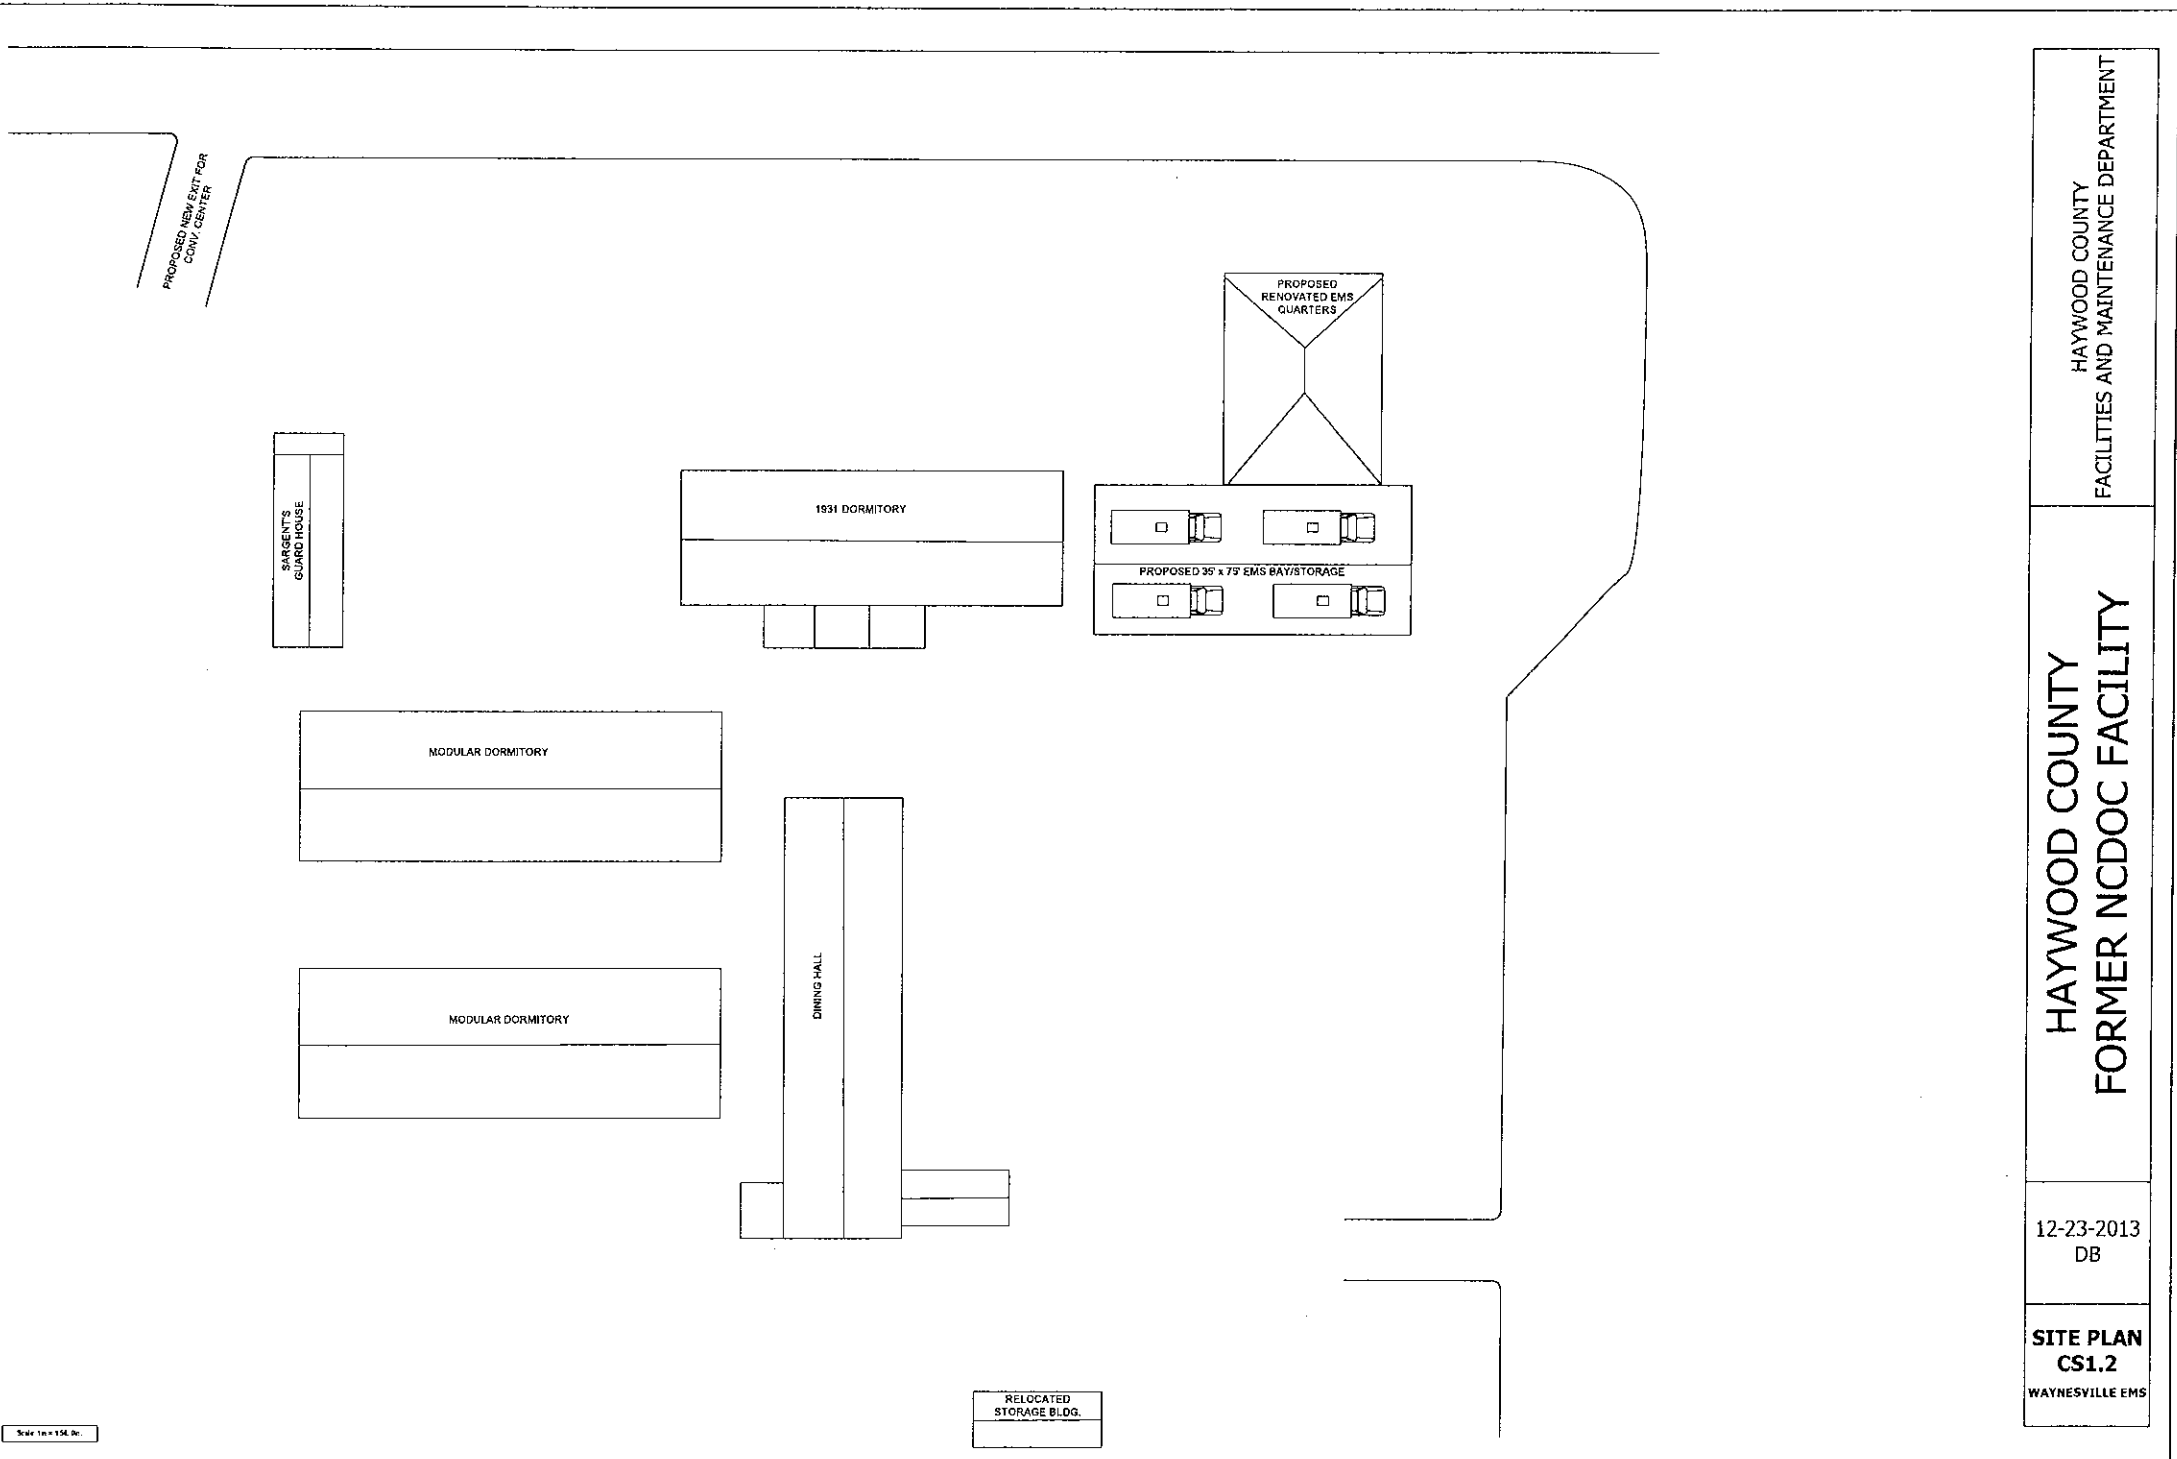 PROPOSED NEW EXIT FOR
CONV. CENTER
PROPOSED
RENOVATED EMS
QUARTERS
SARGENT'S
GUARD HOUSE
1931 DORMITORY
PROPOSED 35' x 75' EMS BAY/STORAGE
MODULAR DORMITORY
MODULAR DORMITORY
DINING HALL
RELOCATED
STORAGE BLDG.
HAYWOOD COUNTY
FACILITIES AND MAINTENANCE DEPARTMENT
HAYWOOD COUNTY
FORMER NCDOC FACILITY
12-23-2013
DB
SITE PLAN
CS1.2
WAYNESVILLE EMS